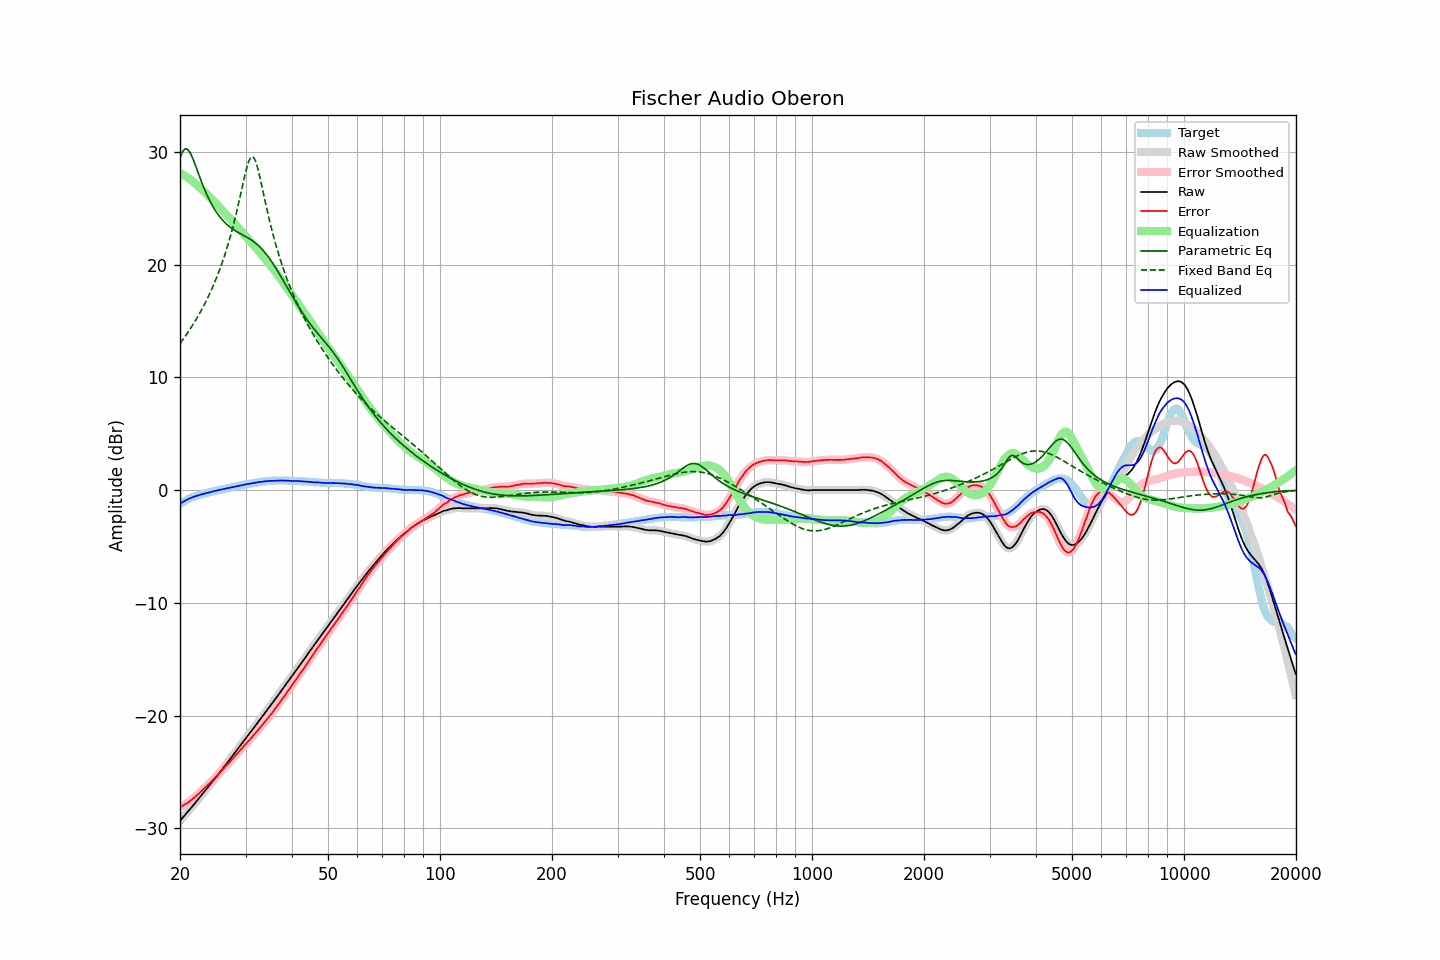 Fischer Audio Oberon
Target
Raw Smoothed
Error Smoothed
Raw
Error
Equalization
Parametric Eq
Fixed Band Eq
Equalized
30
20
10
0
−10
−20
−30
Amplitude (dBr)
20
50
100
200
500
1000
2000
5000
10000
20000
Frequency (Hz)